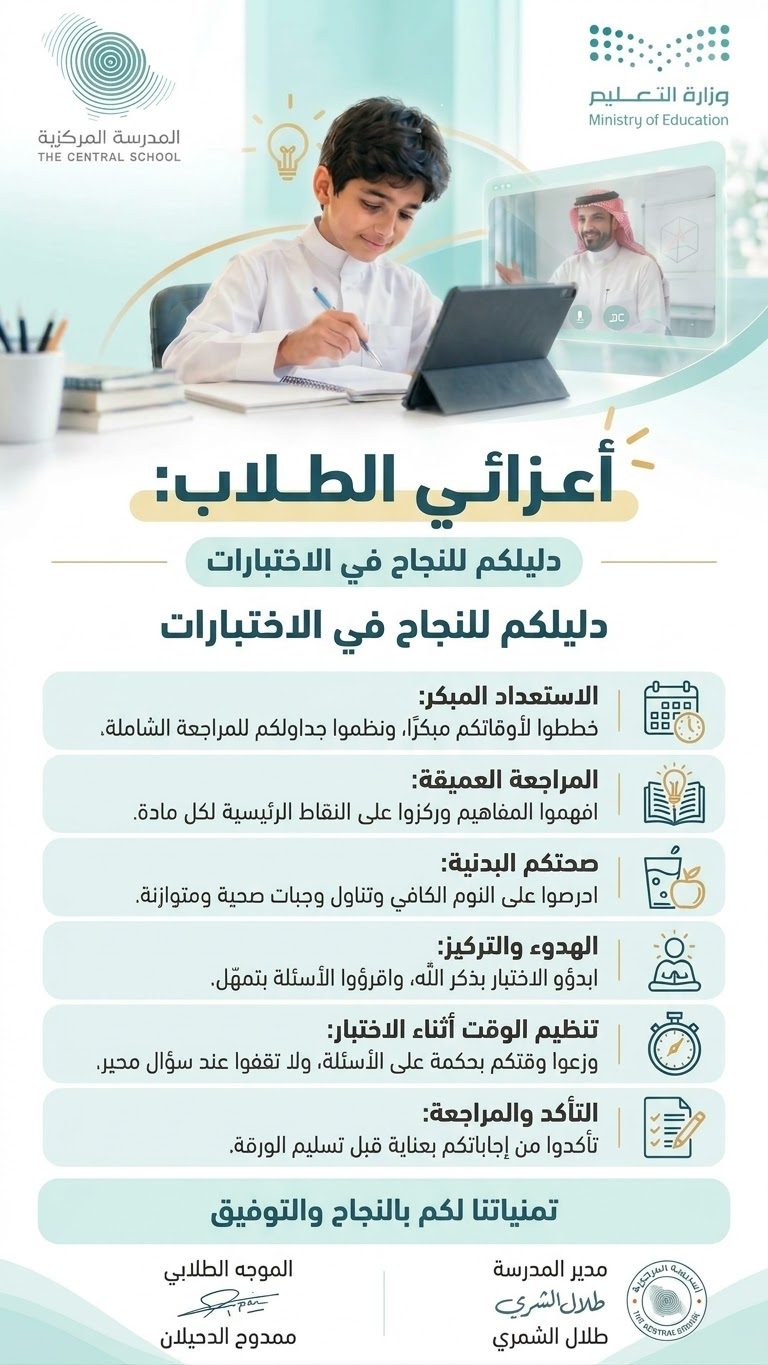 المدرسة المركزية
THE CENTRAL SCHOOL
وزارة التعليم
Ministry of Education
أعزائي الطلاب:
دليلكم للنجاح في الاختبارات
دليلكم للنجاح في الاختبارات
الاستعداد المبكر:
خططوا لأوقاتكم مبكرًا، ونظموا جداولكم للمراجعة الشاملة،
المراجعة العميقة:
افهموا المفاهيم وركزوا على النقاط الرئيسية لكل مادة.
صحتكم البدنية:
ادرصوا على النوم الكافي وتناول وجبات صحية ومتوازنة.
الهدوء والتركيز:
ابدؤو الاختبار بذكر الله، واقرؤوا الأسئلة بتمهّل.
تنظيم الوقت أثناء الاختبار:
وزعوا وقتكم بحكمة على الأسئلة، ولا تقفوا عند سؤال محير.
التأكد والمراجعة:
تأكدوا من إجاباتكم بعناية قبل تسليم الورقة.
تمنياتنا لكم بالنجاح والتوفيق
مدير المدرسة
طلال الشمري
الموجه الطلابي
ممدوح الدحيلان